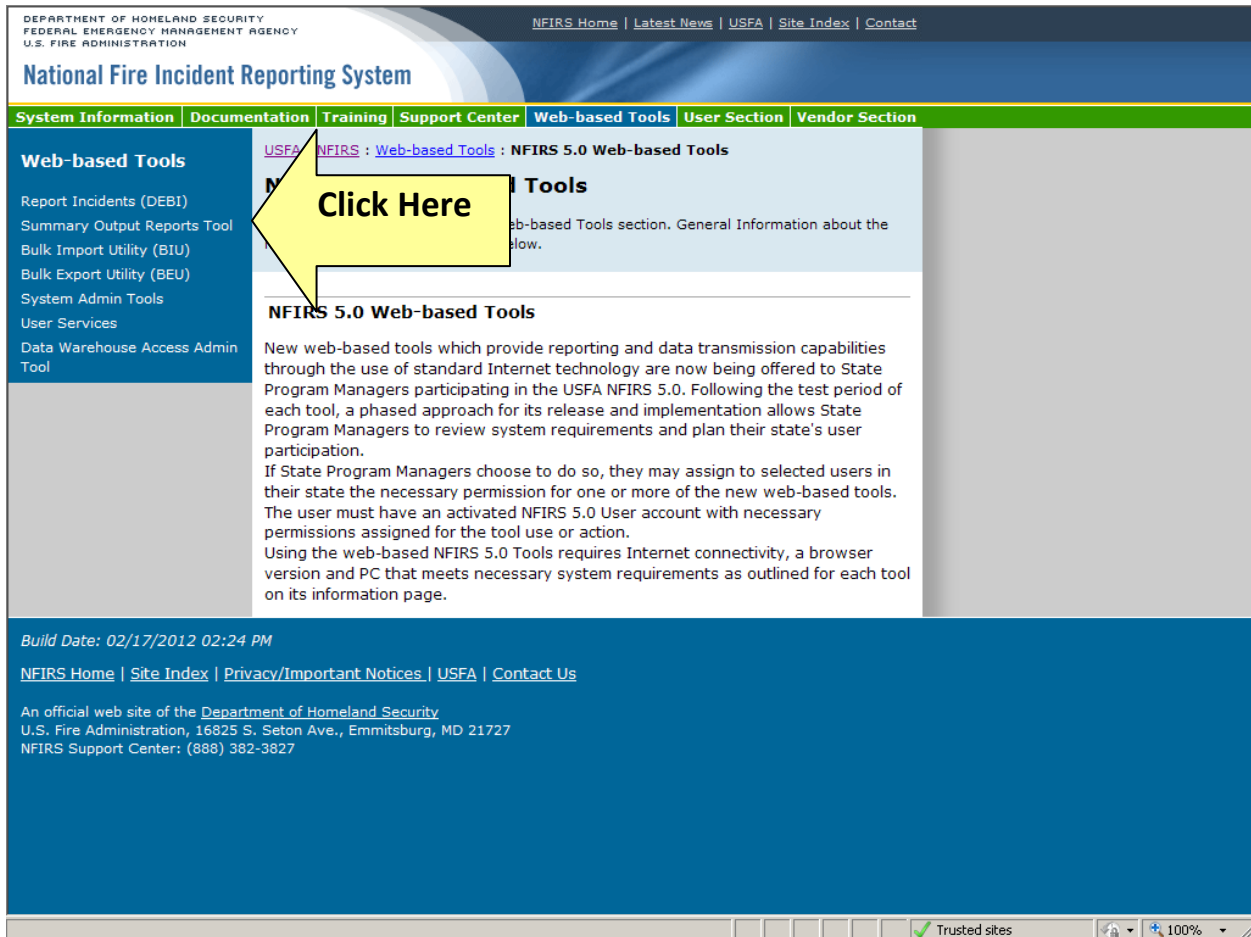 DEPARTMENT OF HOMELAND SECURITY
FEDERAL EMERGENCY MANAGEMENT AGENCY
U.S. FIRE ADMINISTRATION
NFIRS Home | Latest News | USFA | Site Index | Contact
National Fire Incident Reporting System
System Information | Documentation | Training | Support Center | Web-based Tools | User Section | Vendor Section
Web-based Tools
Report Incidents (DEBI)
Summary Output Reports Tool
Bulk Import Utility (BIU)
Bulk Export Utility (BEU)
System Admin Tools
User Services
Data Warehouse Access Admin
Tool
USFA NFIRS : Web-based Tools : NFIRS 5.0 Web-based Tools
Tools
Click Here
Web-based Tools section. General Information about the
below.
NFIRS 5.0 Web-based Tools
New web-based tools which provide reporting and data transmission capabilities
through the use of standard Internet technology are now being offered to State
Program Managers participating in the USFA NFIRS 5.0. Following the test period of
each tool, a phased approach for its release and implementation allows State
Program Managers to review system requirements and plan their state's user
participation.
If State Program Managers choose to do so, they may assign to selected users in
their state the necessary permission for one or more of the new web-based tools.
The user must have an activated NFIRS 5.0 User account with necessary
permissions assigned for the tool use or action.
Using the web-based NFIRS 5.0 Tools requires Internet connectivity, a browser
version and PC that meets necessary system requirements as outlined for each tool
on its information page.
Build Date: 02/17/2012 02:24 PM
NFIRS Home | Site Index | Privacy/Important Notices | USFA | Contact Us
An official web site of the Department of Homeland Security
U.S. Fire Administration, 16825 S. Seton Ave., Emmitsburg, MD 21727
NFIRS Support Center: (888) 382-3827
Trusted sites
100%